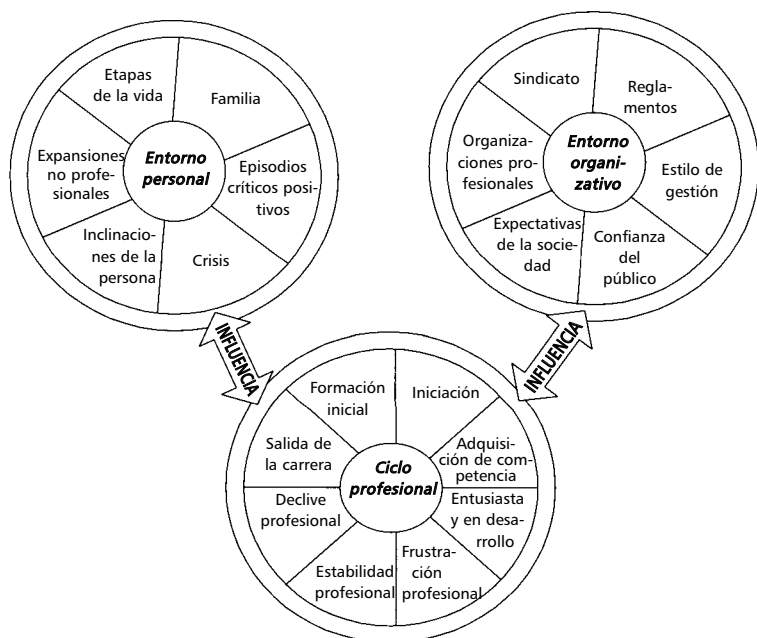 Etapas
de la vida
Familia
Expansiones
no profe-
sionales
Entorno
personal
Episodios
críticos posi-
tivos
Inclinacio-
nes de la
persona
Crisis
Sindicato
Regla-
mentos
Organiza-
ciones pro-
fesionales
Entorno
organi-
zativo
Estilo de
gestión
Expectativas
de la socie-
dad
Confianza
del
público
INFLUENCIA
INFLUENCIA
Formación
inicial
Iniciación
Salida de
la carrera
Ciclo
profesional
Adquisi-
ción de com-
petencia
Declive
profesional
Entusiasta
y en desa-
rrollo
Estabilidad
profesional
Frustra-
ción
profesional